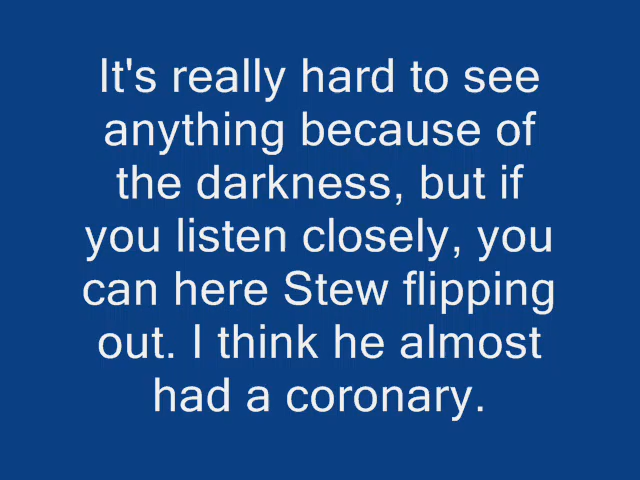 It's really hard to see
anything because of
the darkness, but if
you listen closely, you
can here Stew flipping
out. I think he almost
had a coronary.